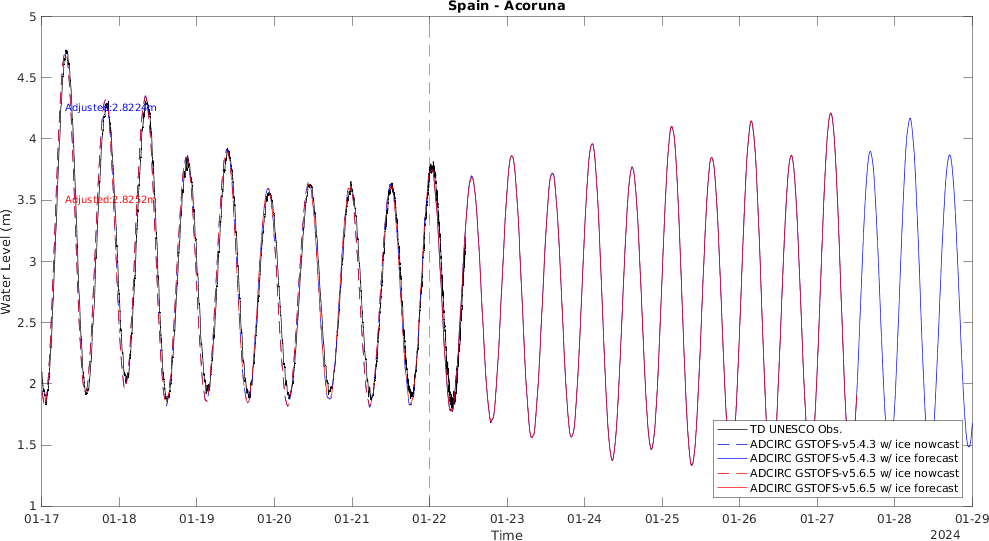 Spain - Acoruna
5
4.5
4
3.5
3
2.5
2
1.5
1
Water Level (m)
Adjusted:2.8224m
Adjusted:2.8252m
TD UNESCO Obs.
ADCIRC GSTOFS-v5.4.3 w/ ice nowcast
ADCIRC GSTOFS-v5.4.3 w/ ice forecast
ADCIRC GSTOFS-v5.6.5 w/ ice nowcast
ADCIRC GSTOFS-v5.6.5 w/ ice forecast
01-17 01-18 01-19 01-20 01-21 01-22 01-23 01-24 01-25 01-26 01-27 01-28 01-29
Time
2024